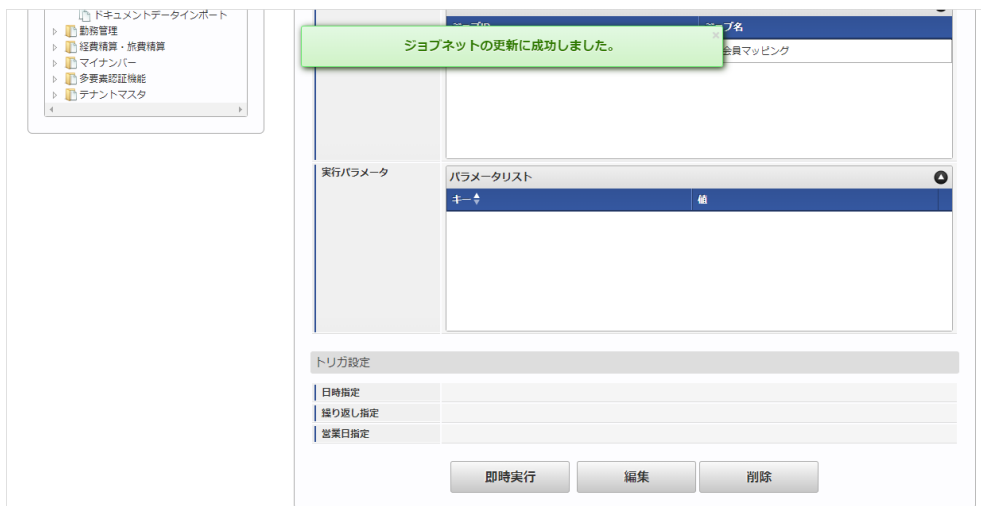 ドキュメントデータインポート
勤務管理
経費精算・旅費精算
マイナンバー
多要素認証機能
テナントマスタ
ジョブネットの更新に成功しました。
×
会員マッピング
実行パラメータ
パラメータリスト
キー
値
トリガ設定
日時指定
繰り返し指定
営業日指定
即時実行
編集
削除